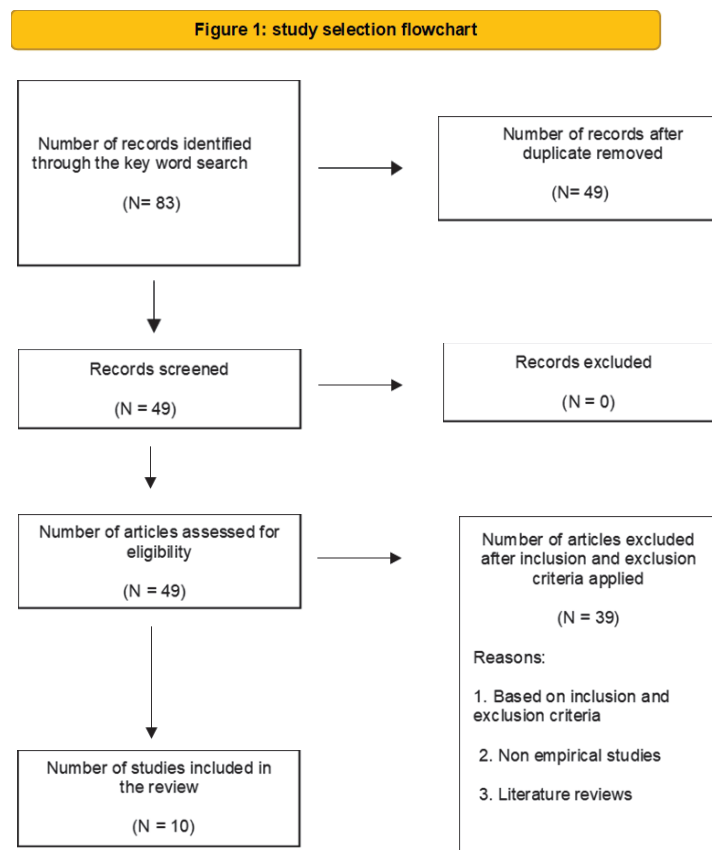 Figure 1: study selection flowchart
Number of records identified
through the key word search
(N= 83)
Number of records after
duplicate removed
(N= 49)
Records screened
(N = 49)
Records excluded
(N = 0)
Number of articles assessed for
eligibility
(N = 49)
Number of articles excluded
after inclusion and exclusion
criteria applied
(N = 39)
Reasons:
1. Based on inclusion and
exclusion criteria
2. Non empirical studies
3. Literature reviews
Number of studies included in
the review
(N = 10)